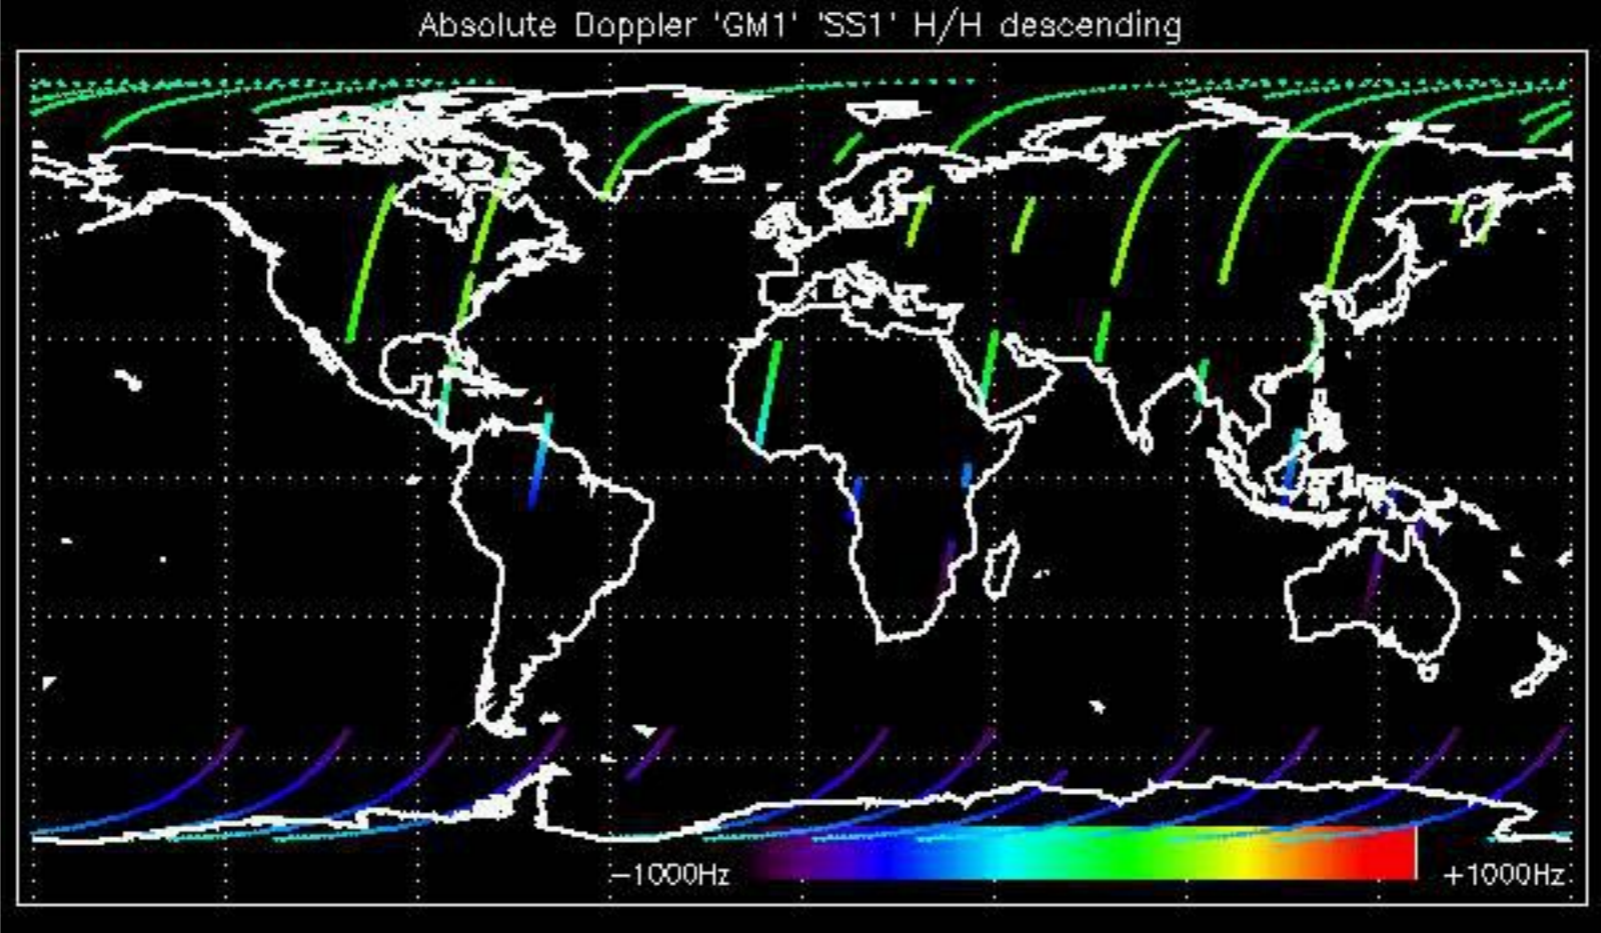 Absolute Doppler 'GM1' 'SS1' H/H descending
-1000Hz +1000Hz